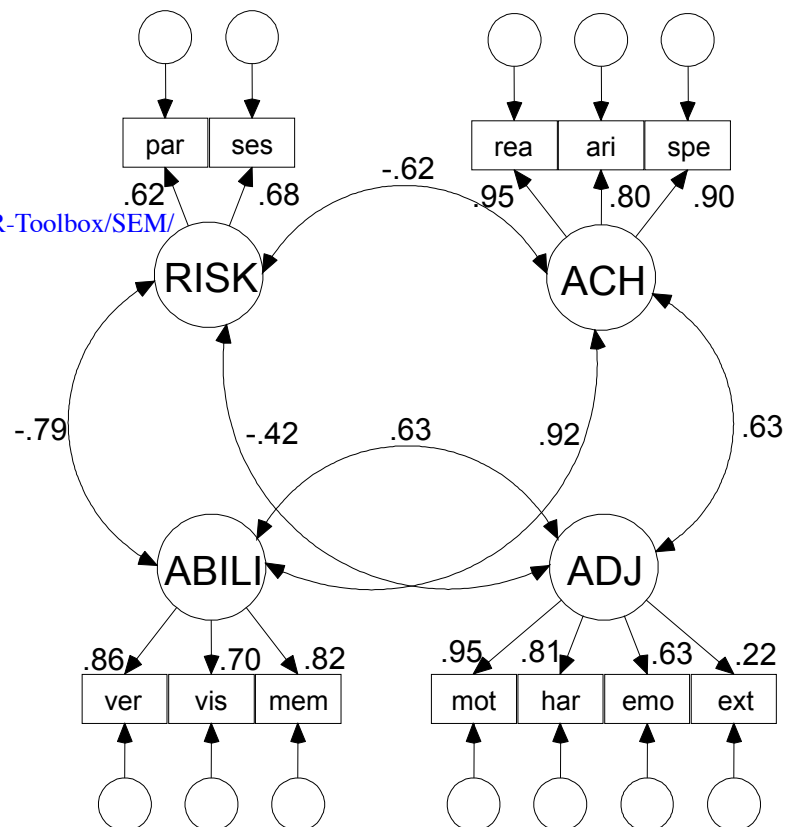 par ses
rea ari spe
-.62
.62 .68
.95 .80 .90
R-Toolbox/SEM/
RISK ACH
-.79 -.42 .63 .92 .63
ABILI ADJ
.86 .70 .82
.95 .81 .63 .22
ver vis mem
mot har emo ext